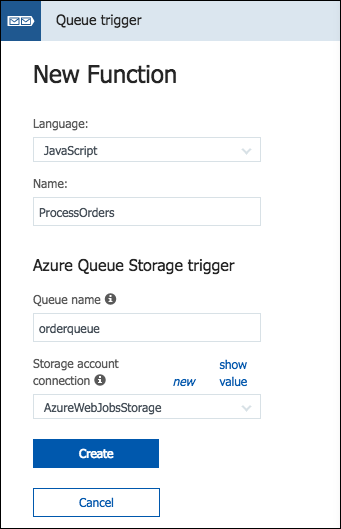 Queue trigger
New Function
Language:
JavaScript
Name:
ProcessOrders
Azure Queue Storage trigger
Queue name
orderqueue
Storage account show
connection new value
AzureWebJobsStorage
Create
Cancel